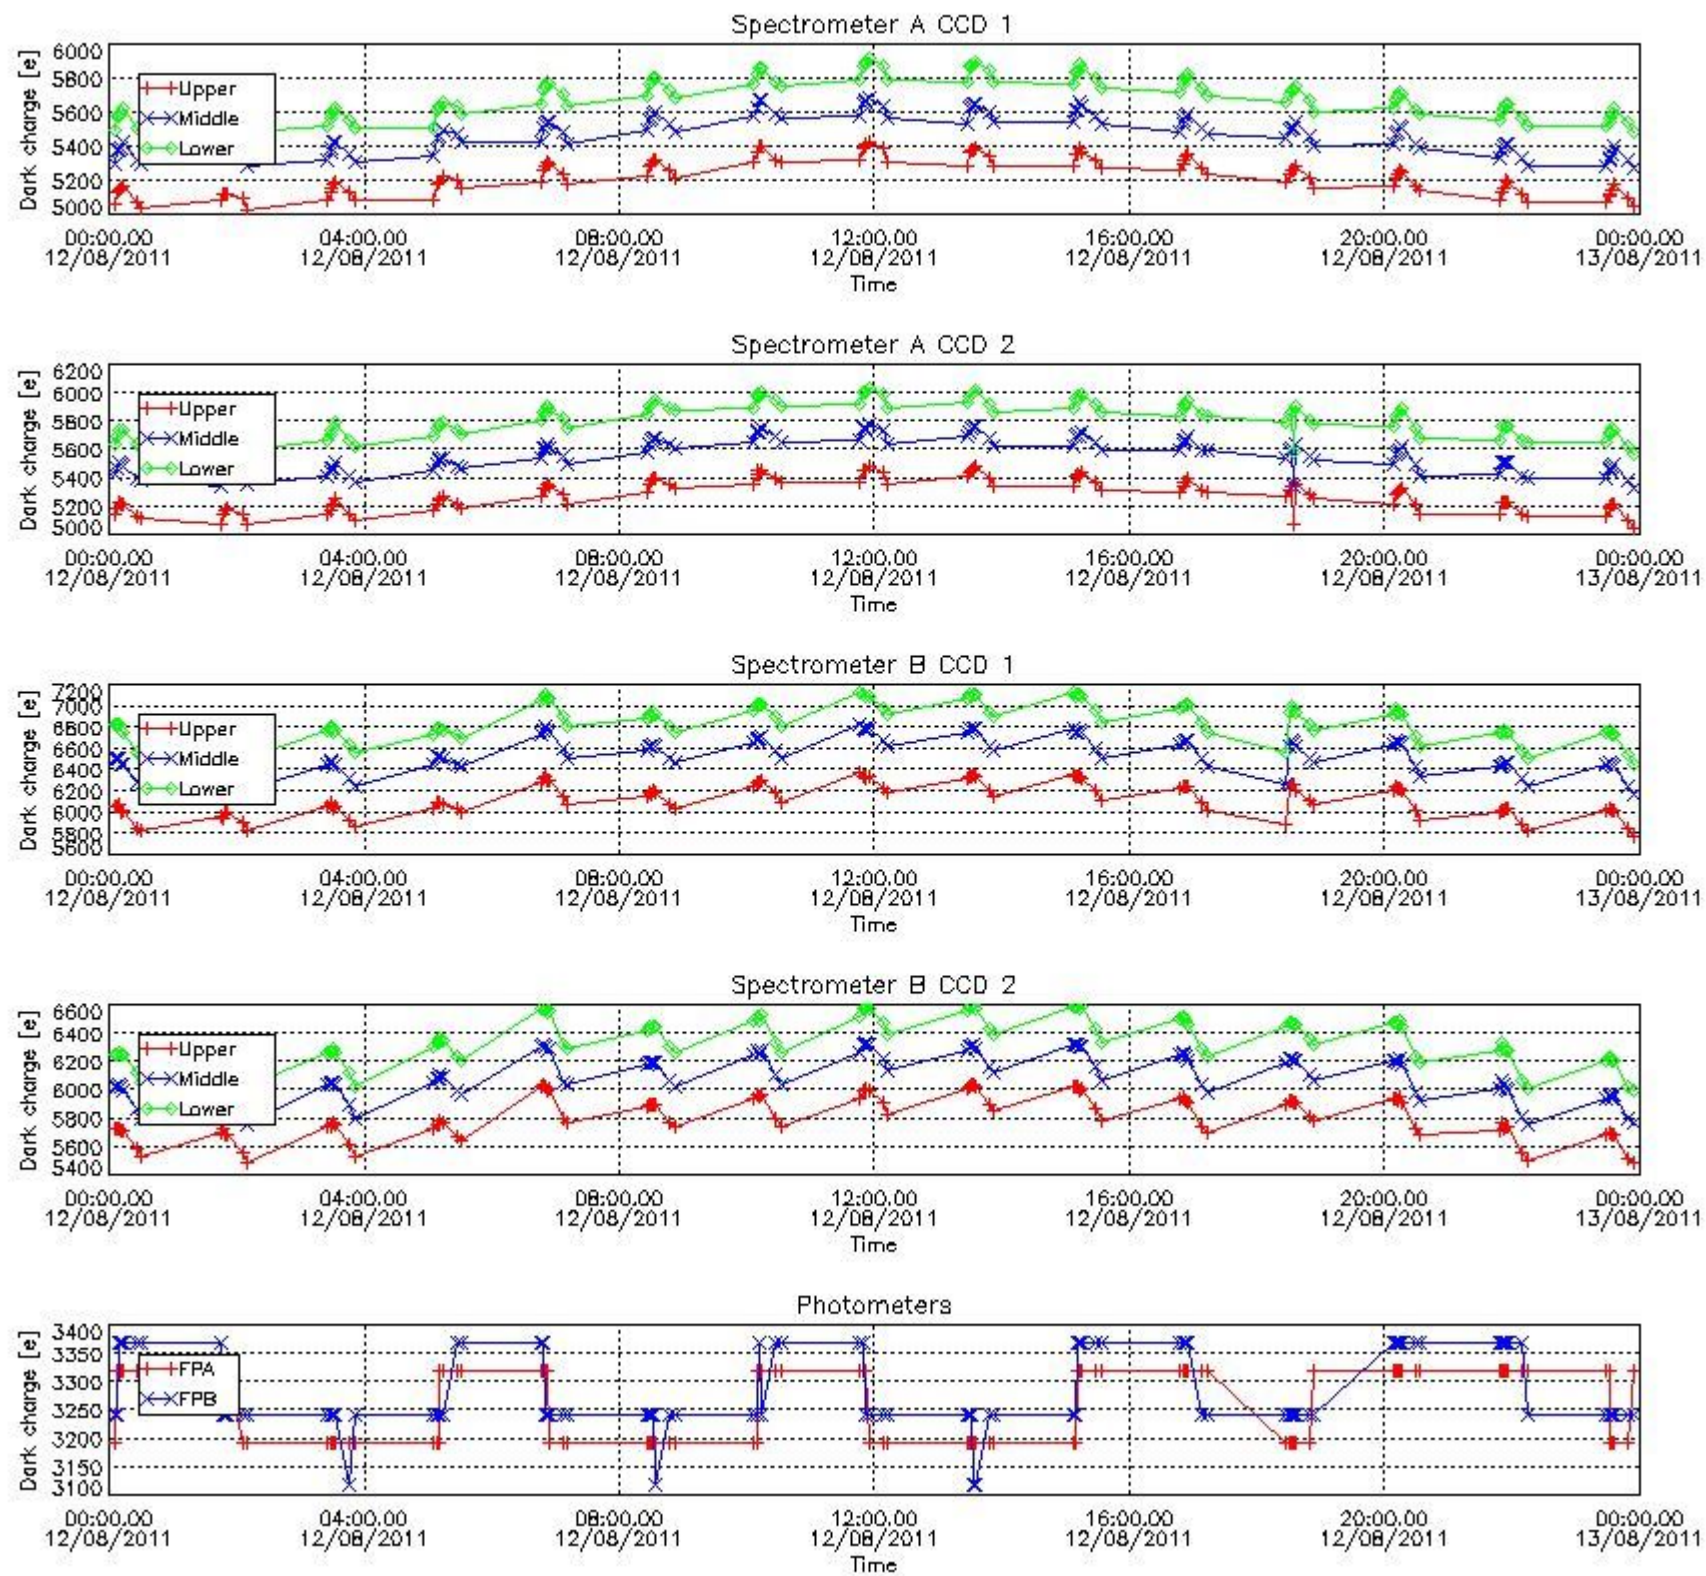 Spectrometer A CCD 1
Dark charge [e]
6000
5800
5600
5400
5200
5000
Upper
Middle
Lower
00:00.00 04:00.00 08:00.00 12:00.00 16:00.00 20:00.00 00:00.00
12/08/2011 12/08/2011 12/08/2011 12/08/2011 12/08/2011 12/08/2011 13/08/2011
Time
Spectrometer A CCD 2
Dark charge [e]
6200
6000
5800
5600
5400
5200
5000
Upper
Middle
Lower
00:00.00 04:00.00 08:00.00 12:00.00 16:00.00 20:00.00 00:00.00
12/08/2011 12/08/2011 12/08/2011 12/08/2011 12/08/2011 12/08/2011 13/08/2011
Time
Spectrometer B CCD 1
Dark charge [e]
7200
7000
6800
6600
6400
6200
6000
5800
5600
Upper
Middle
Lower
00:00.00 04:00.00 08:00.00 12:00.00 16:00.00 20:00.00 00:00.00
12/08/2011 12/08/2011 12/08/2011 12/08/2011 12/08/2011 12/08/2011 13/08/2011
Time
Spectrometer B CCD 2
Dark charge [e]
6600
6400
6200
6000
5800
5600
5400
Upper
Middle
Lower
00:00.00 04:00.00 08:00.00 12:00.00 16:00.00 20:00.00 00:00.00
12/08/2011 12/08/2011 12/08/2011 12/08/2011 12/08/2011 12/08/2011 13/08/2011
Time
Photometers
Dark charge [e]
3400
3350
3300
3250
3200
3150
3100
FPA
FPB
00:00.00 04:00.00 08:00.00 12:00.00 16:00.00 20:00.00 00:00.00
12/08/2011 12/08/2011 12/08/2011 12/08/2011 12/08/2011 12/08/2011 13/08/2011
Time